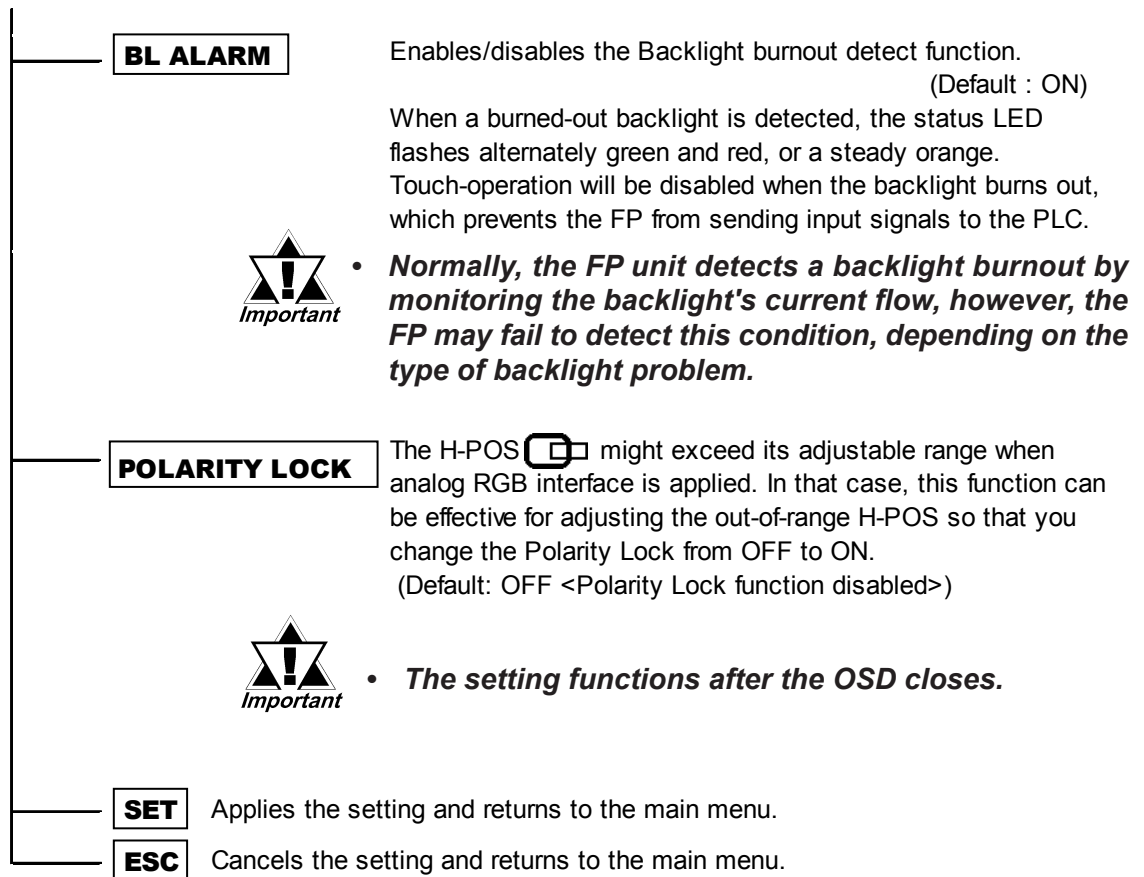 BL ALARM
Enables/disables the Backlight burnout detect function.
(Default : ON)
When a burned-out backlight is detected, the status LED
flashes alternately green and red, or a steady orange.
Touch-operation will be disabled when the backlight burns out,
which prevents the FP from sending input signals to the PLC.
Important
• Normally, the FP unit detects a backlight burnout by
monitoring the backlight's current flow, however, the
FP may fail to detect this condition, depending on the
type of backlight problem.
POLARITY LOCK
The H-POS might exceed its adjustable range when
analog RGB interface is applied. In that case, this function can
be effective for adjusting the out-of-range H-POS so that you
change the Polarity Lock from OFF to ON.
(Default: OFF <Polarity Lock function disabled>)
Important
• The setting functions after the OSD closes.
SET Applies the setting and returns to the main menu.
ESC Cancels the setting and returns to the main menu.